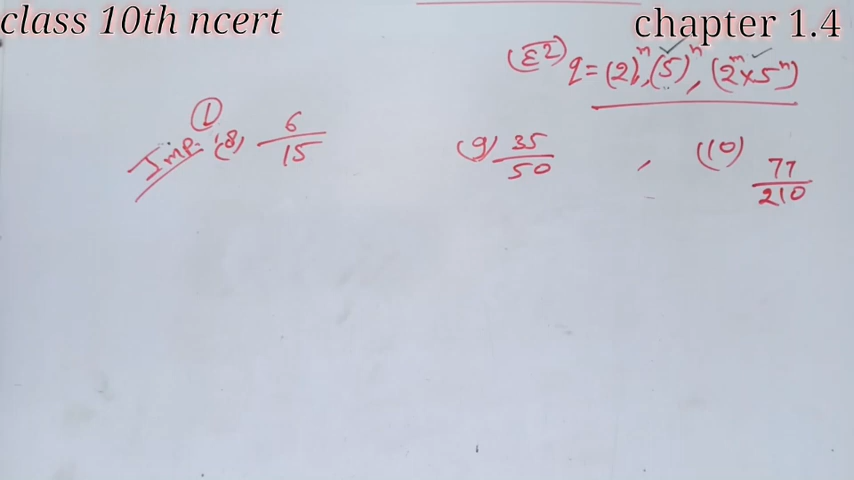 class 10th ncert
chapter 1.4
q = (2)ᵐ, (5)ⁿ, (2ᵐ x 5ⁿ)
①
Imp. (8) 6/15
(9) 35/50 , (10) 77/210